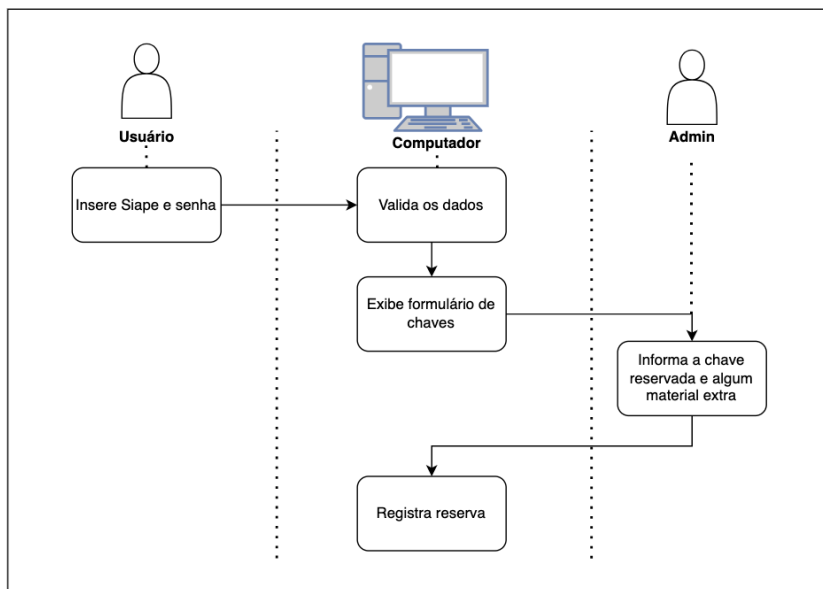 Usuário
Computador
Admin
Insere Siape e senha
Valida os dados
Exibe formulário de
chaves
Informa a chave
reservada e algum
material extra
Registra reserva